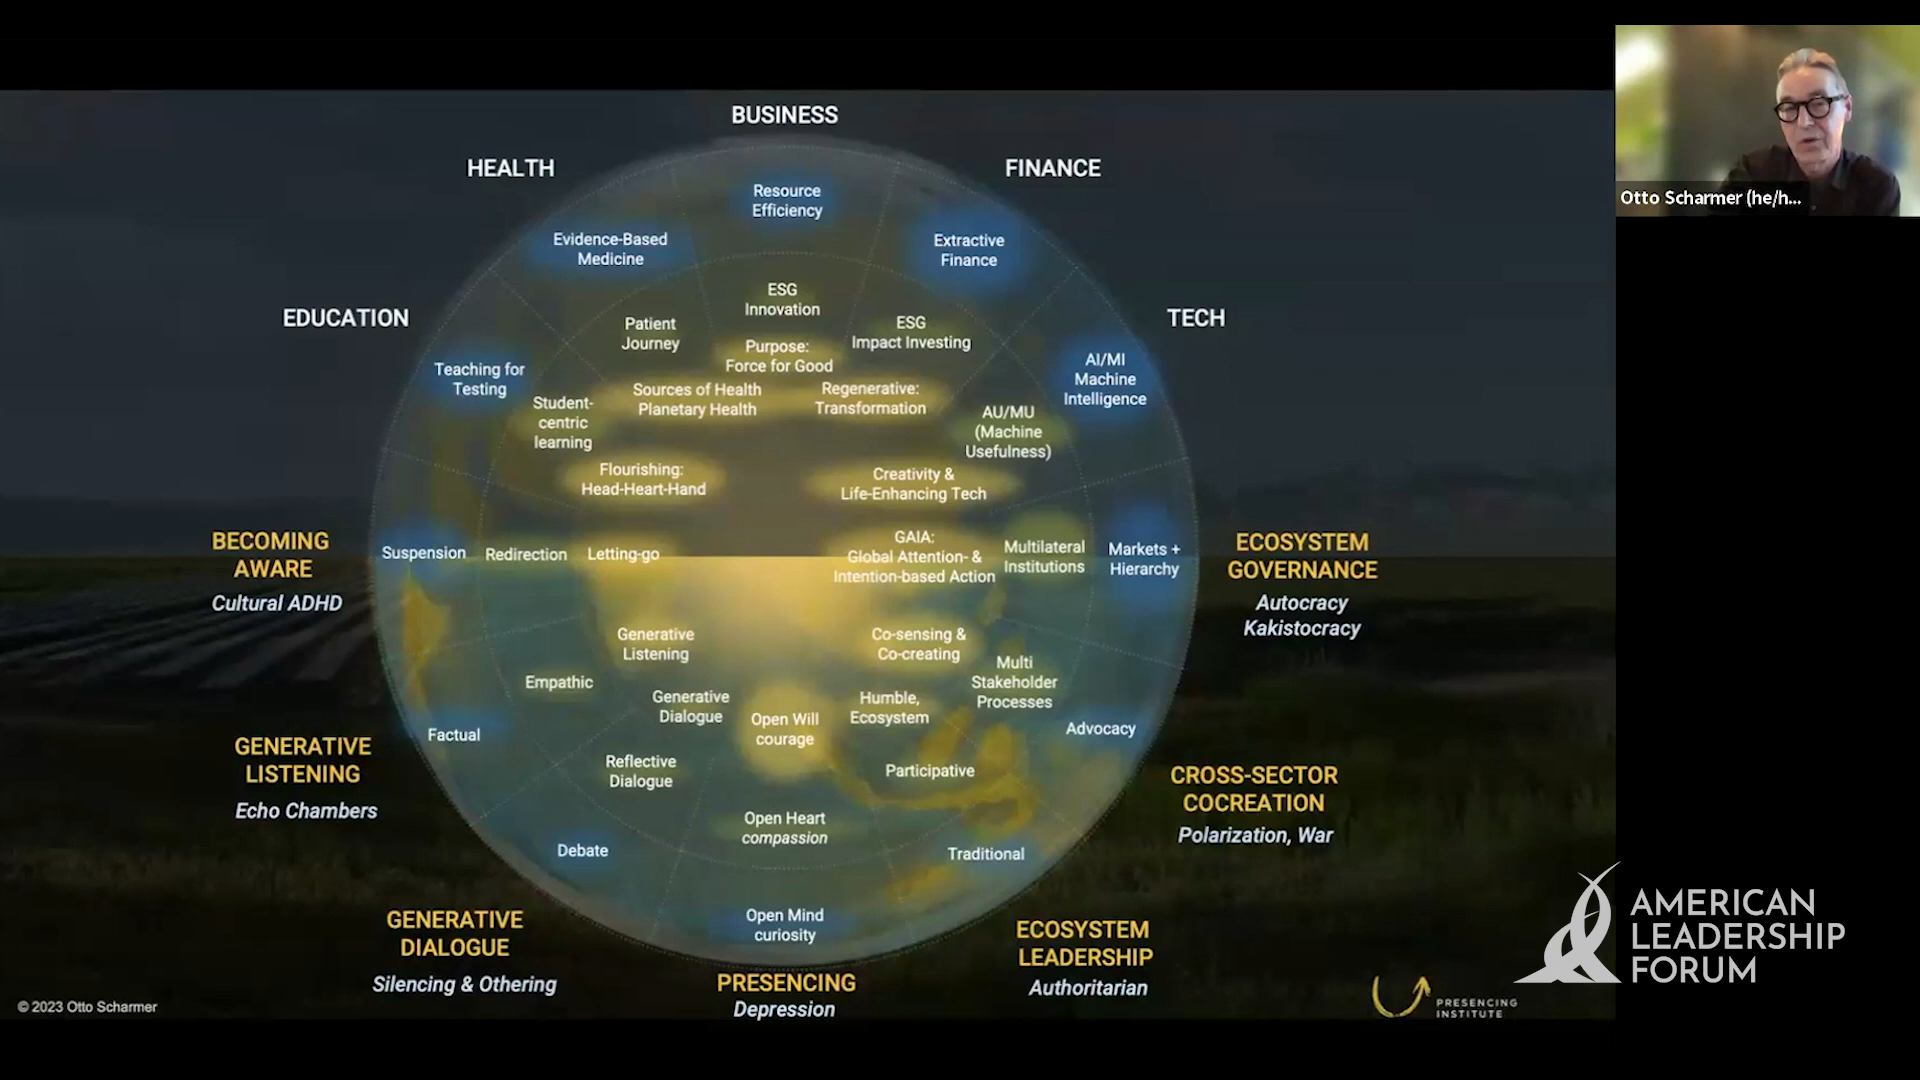 BUSINESS
HEALTH
FINANCE
Resource
Efficiency
Evidence-Based
Medicine
Extractive
Finance
EDUCATION
TECH
ESG
Innovation
Patient
Journey
ESG
Impact Investing
Purpose:
Force for Good
Teaching for
Testing
AI/MI
Machine
Intelligence
Sources of Health
Planetary Health
Regenerative:
Transformation
Student-
centric
learning
AU/MU
(Machine
Usefulness)
Flourishing:
Head-Heart-Hand
Creativity &
Life-Enhancing Tech
BECOMING
AWARE
Cultural ADHD
Suspension
Redirection
Letting-go
GAIA:
Global Attention- &
Intention-based Action
Multilateral
Institutions
Markets +
Hierarchy
ECOSYSTEM
GOVERNANCE
Autocracy
Kakistocracy
Generative
Listening
Co-sensing &
Co-creating
Empathic
Multi
Stakeholder
Processes
Generative
Dialogue
Open Will
courage
Humble,
Ecosystem
Factual
Advocacy
GENERATIVE
LISTENING
Echo Chambers
Reflective
Dialogue
Participative
CROSS-SECTOR
COCREATION
Polarization, War
Open Heart
compassion
Debate
Traditional
GENERATIVE
DIALOGUE
Silencing & Othering
Open Mind
curiosity
ECOSYSTEM
LEADERSHIP
Authoritarian
PRESENCING
Depression
© 2023 Otto Scharmer
PRESENCING
INSTITUTE
Otto Scharmer (he/h...
AMERICAN
LEADERSHIP
FORUM